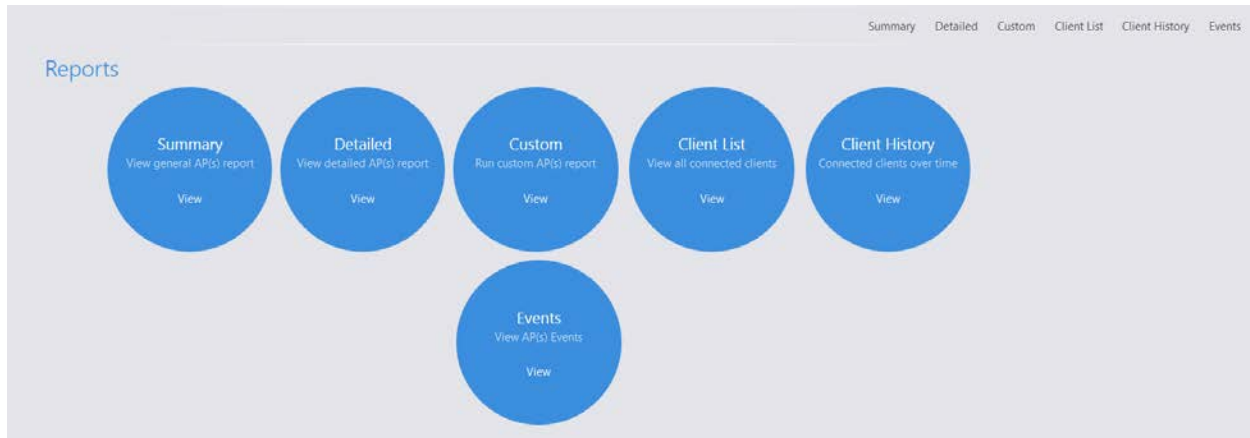 Summary Detailed Custom Client List Client History Events
Reports
Summary
View general AP(s) report
View
Detailed
View detailed AP(s) report
View
Custom
Run custom AP(s) report
View
Client List
View all connected clients
View
Client History
Connected clients over time
View
Events
View AP(s) Events
View